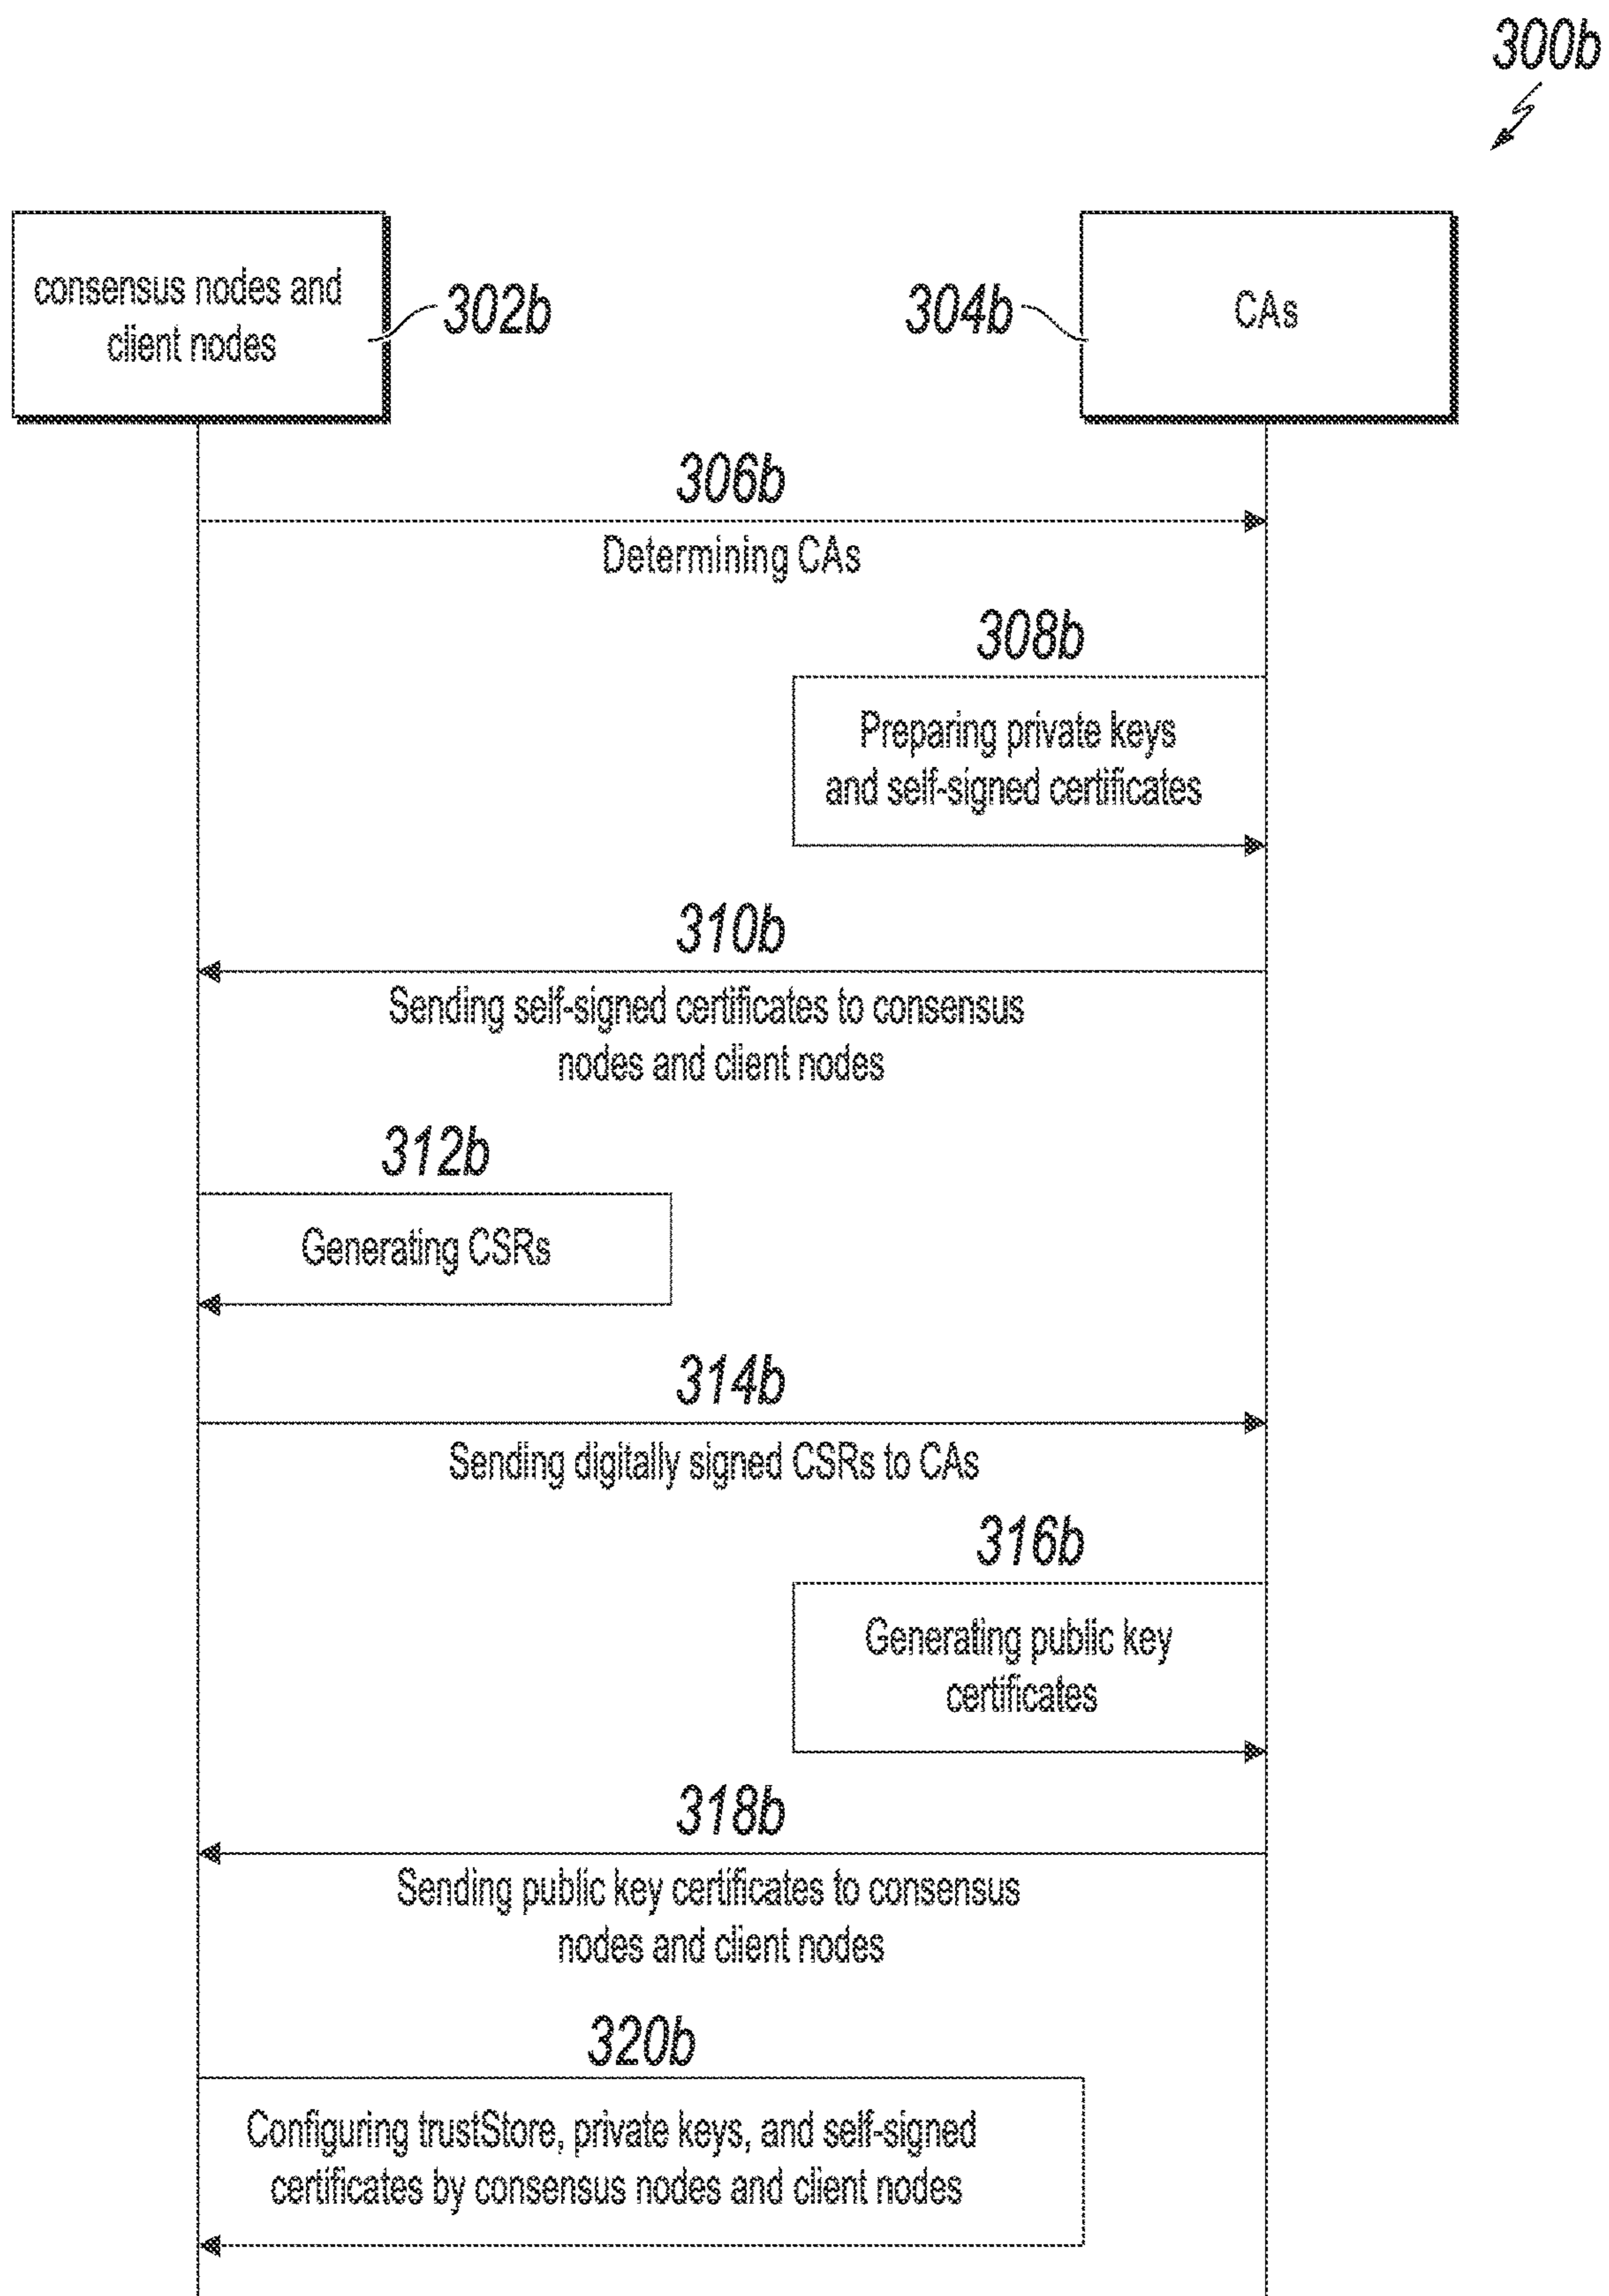 300b
consensus nodes and
client nodes
302b
304b
CAs
306b
Determining CAs
308b
Preparing private keys
and self-signed certificates
310b
Sending self-signed certificates to consensus
nodes and client nodes
312b
Generating CSRs
314b
Sending digitally signed CSRs to CAs
316b
Generating public key
certificates
318b
Sending public key certificates to consensus
nodes and client nodes
320b
Configuring trustStore, private keys, and self-signed
certificates by consensus nodes and client nodes